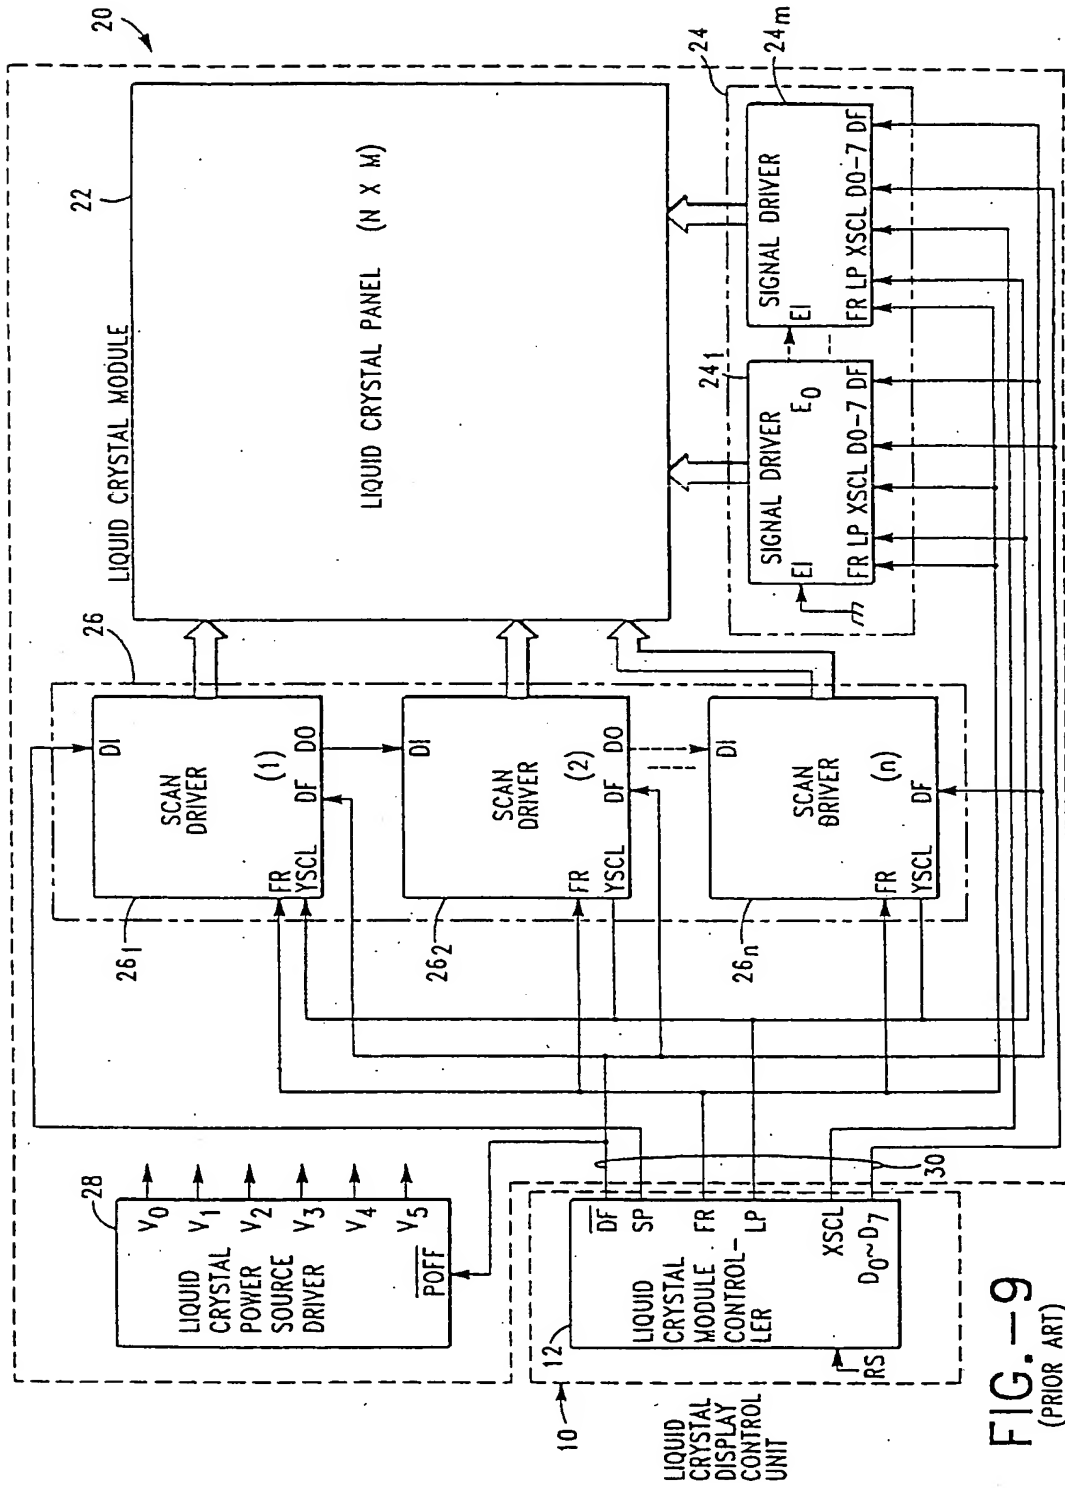 20
LIQUID CRYSTAL MODULE
22
LIQUID CRYSTAL PANEL (N X M)
26
SCAN
DRIVER
(1)
DI
DO
DF
FR
YSCL
26₁
SCAN
DRIVER
(2)
DI
DO
DF
FR
YSCL
26₂
SCAN
DRIVER
(n)
DI
DF
FR
YSCL
26n
24
SIGNAL DRIVER
24₁
EI
E₀
FR LP XSCL D0-7 DF
SIGNAL DRIVER
24m
EI
FR LP XSCL D0-7 DF
28
LIQUID
CRYSTAL
POWER
SOURCE
DRIVER
V₀
V₁
V₂
V₃
V₄
V₅
P̅O̅F̅F̅
10
LIQUID
CRYSTAL
DISPLAY
CONTROL
UNIT
12
LIQUID
CRYSTAL
MODULE
CONTROL-
LER
D̅F̅
SP
FR
LP
XSCL
D₀~D₇
RS
30
FIG.-9
(PRIOR ART)